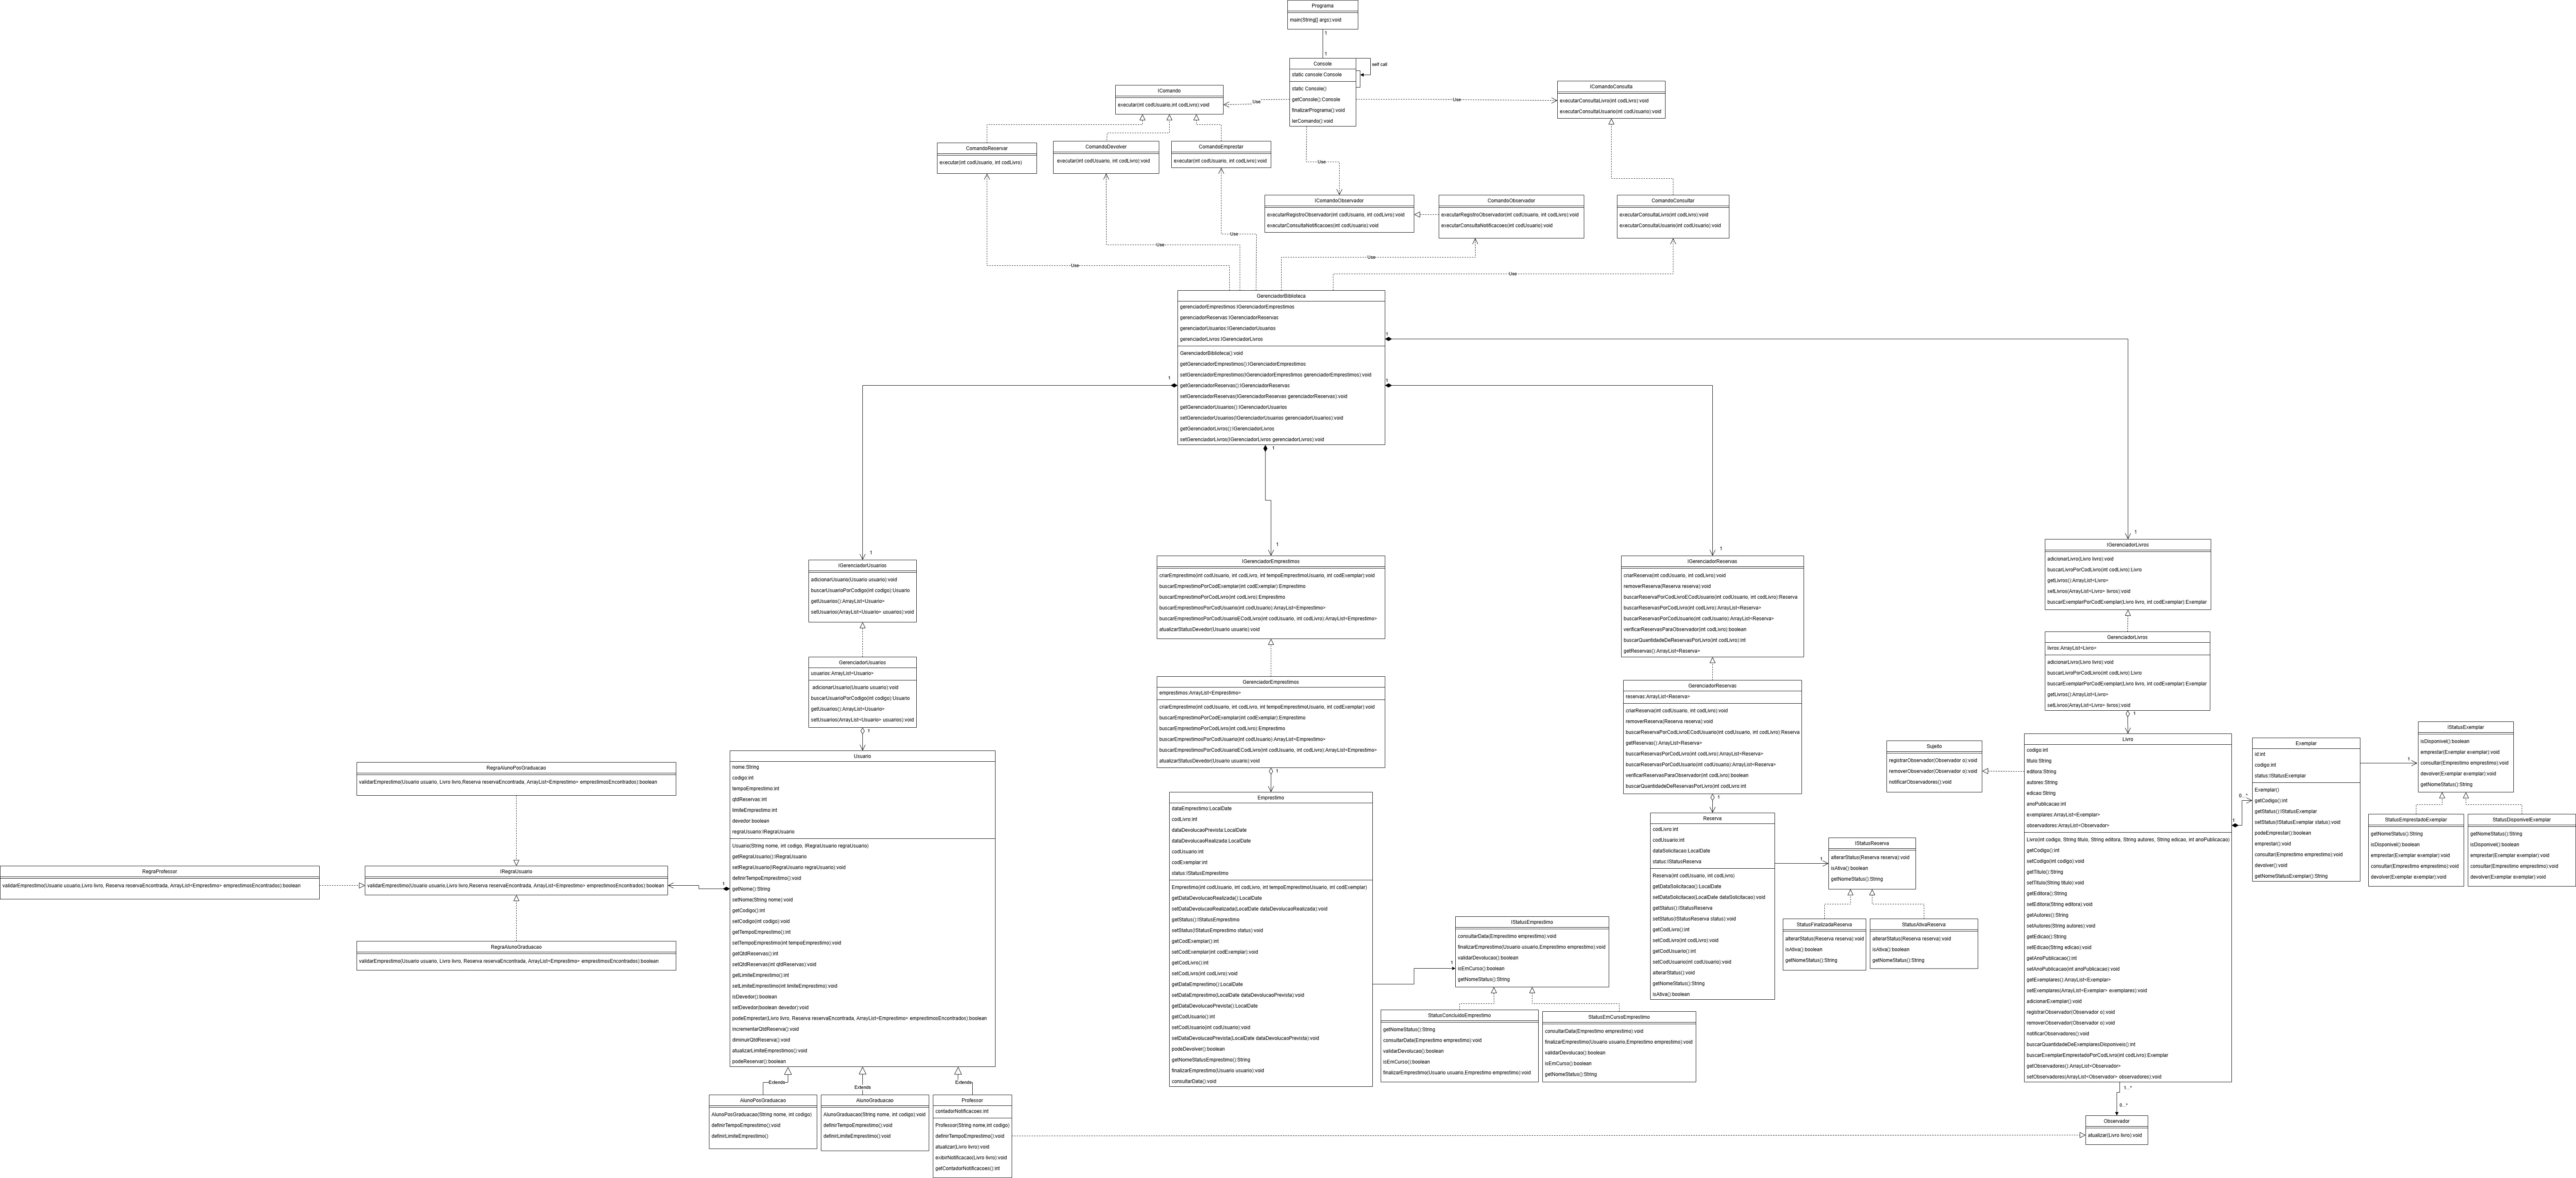 Programa
main(String[] args):void
1
1
Console
static console:Console
static Console()
getConsole():Console
finalizarPrograma():void
lerComando():void
self call
IComando
executar(int codUsuario,int codLivro):void
Use
Use
IComandoConsulta
executarConsultaLivro(int codLivro):void
executarConsultaUsuario(int codUsuario):void
ComandoReservar
executar(int codUsuario, int codLivro)
ComandoDevolver
executar(int codUsuario, int codLivro):void
ComandoEmprestar
executar(int codUsuario, int codLivro):void
Use
IComandoObservador
executarRegistroObservador(int codUsuario, int codLivro):void
executarConsultaNotificacoes(int codUsuario):void
ComandoObservador
executarRegistroObservador(int codUsuario, int codLivro):void
executarConsultaNotificacoes(int codUsuario):void
ComandoConsultar
executarConsultaLivro(int codLivro):void
executarConsultaUsuario(int codUsuario):void
Use
Use
Use
Use
Use
GerenciadorBiblioteca
gerenciadorEmprestimos:IGerenciadorEmprestimos
gerenciadorReservas:IGerenciadorReservas
gerenciadorUsuarios:IGerenciadorUsuarios
gerenciadorLivros:IGerenciadorLivros
GerenciadorBiblioteca():void
getGerenciadorEmprestimos():IGerenciadorEmprestimos
setGerenciadorEmprestimos(IGerenciadorEmprestimos gerenciadorEmprestimos):void
getGerenciadorReservas():IGerenciadorReservas
setGerenciadorReservas(IGerenciadorReservas gerenciadorReservas):void
getGerenciadorUsuarios():IGerenciadorUsuarios
setGerenciadorUsuarios(IGerenciadorUsuarios gerenciadorUsuarios):void
getGerenciadorLivros():IGerenciadorLivros
setGerenciadorLivros(IGerenciadorLivros gerenciadorLivros):void
1
1
1
1
1
1
1
1
IGerenciadorUsuarios
adicionarUsuario(Usuario usuario):void
buscarUsuarioPorCodigo(int codigo):Usuario
getUsuarios():ArrayList<Usuario>
setUsuarios(ArrayList<Usuario> usuarios):void
IGerenciadorEmprestimos
criarEmprestimo(int codUsuario, int codLivro, int tempoEmprestimoUsuario, int codExemplar):void
buscarEmprestimoPorCodExemplar(int codExemplar):Emprestimo
buscarEmprestimoPorCodLivro(int codLivro):Emprestimo
buscarEmprestimosPorCodUsuario(int codUsuario):ArrayList<Emprestimo>
buscarEmprestimosPorCodUsuarioECodLivro(int codUsuario, int codLivro):ArrayList<Emprestimo>
atualizarStatusDevedor(Usuario usuario):void
IGerenciadorReservas
criarReserva(int codUsuario, int codLivro):void
removerReserva(Reserva reserva):void
buscarReservaPorCodLivroECodUsuario(int codUsuario, int codLivro):Reserva
buscarReservasPorCodLivro(int codLivro):ArrayList<Reserva>
buscarReservasPorCodUsuario(int codUsuario):ArrayList<Reserva>
verificarReservasParaObservador(int codLivro):boolean
buscarQuantidadeDeReservasPorLivro(int codLivro):int
getReservas():ArrayList<Reserva>
IGerenciadorLivros
adicionarLivro(Livro livro):void
buscarLivroPorCodLivro(int codLivro):Livro
getLivros():ArrayList<Livro>
setLivros(ArrayList<Livro> livros):void
buscarExemplarPorCodExemplar(Livro livro, int codExemplar):Exemplar
GerenciadorUsuarios
usuarios:ArrayList<Usuario>
adicionarUsuario(Usuario usuario):void
buscarUsuarioPorCodigo(int codigo):Usuario
getUsuarios():ArrayList<Usuario>
setUsuarios(ArrayList<Usuario> usuarios):void
1
GerenciadorEmprestimos
emprestimos:ArrayList<Emprestimo>
criarEmprestimo(int codUsuario, int codLivro, int tempoEmprestimoUsuario, int codExemplar):void
buscarEmprestimoPorCodExemplar(int codExemplar):Emprestimo
buscarEmprestimoPorCodLivro(int codLivro):Emprestimo
buscarEmprestimosPorCodUsuario(int codUsuario):ArrayList<Emprestimo>
buscarEmprestimosPorCodUsuarioECodLivro(int codUsuario, int codLivro):ArrayList<Emprestimo>
atualizarStatusDevedor(Usuario usuario):void
1
GerenciadorReservas
reservas:ArrayList<Reserva>
criarReserva(int codUsuario, int codLivro):void
removerReserva(Reserva reserva):void
buscarReservaPorCodLivroECodUsuario(int codUsuario, int codLivro):Reserva
getReservas():ArrayList<Reserva>
buscarReservasPorCodLivro(int codLivro):ArrayList<Reserva>
buscarReservasPorCodUsuario(int codUsuario):ArrayList<Reserva>
verificarReservasParaObservador(int codLivro):boolean
buscarQuantidadeDeReservasPorLivro(int codLivro:int
1
GerenciadorLivros
livros:ArrayList<Livro>
adicionarLivro(Livro livro):void
buscarLivroPorCodLivro(int codLivro):Livro
buscarExemplarPorCodExemplar(Livro livro, int codExemplar):Exemplar
getLivros():ArrayList<Livro>
setLivros(ArrayList<Livro> livros):void
1
RegraAlunoPosGraduacao
validarEmprestimo(Usuario usuario, Livro livro,Reserva reservaEncontrada, ArrayList<Emprestimo> emprestimosEncontrados):boolean
RegraProfessor
validarEmprestimo(Usuario usuario,Livro livro, Reserva reservaEncontrada, ArrayList<Emprestimo> emprestimosEncontrados):boolean
IRegraUsuario
validarEmprestimo(Usuario usuario,Livro livro,Reserva reservaEncontrada, ArrayList<Emprestimo> emprestimosEncontrados):boolean
1
RegraAlunoGraduacao
validarEmprestimo(Usuario usuario, Livro livro, Reserva reservaEncontrada, ArrayList<Emprestimo> emprestimosEncontrados):boolean
Usuario
nome:String
codigo:int
tempoEmprestimo:int
qtdReservas:int
limiteEmprestimo:int
devedor:boolean
regraUsuario:IRegraUsuario
Usuario(String nome, int codigo, IRegraUsuario regraUsuario)
getRegraUsuario():IRegraUsuario
setRegraUsuario(IRegraUsuario regraUsuario):void
definirTempoEmprestimo():void
getNome():String
setNome(String nome):void
getCodigo():int
setCodigo(int codigo):void
getTempoEmprestimo():int
setTempoEmprestimo(int tempoEmprestimo):void
getQtdReservas():int
setQtdReservas(int qtdReservas):void
getLimiteEmprestimo():int
setLimiteEmprestimo(int limiteEmprestimo):void
isDevedor():boolean
setDevedor(boolean devedor):void
podeEmprestar(Livro livro, Reserva reservaEncontrada, ArrayList<Emprestimo> emprestimosEncontrados):boolean
incrementarQtdReserva():void
diminuirQtdReserva():void
atualizarLimiteEmprestimos():void
podeReservar():boolean
Extends
Extends
Extends
AlunoPosGraduacao
AlunoPosGraduacao(String nome, int codigo)
definirTempoEmprestimo():void
definirLimiteEmprestimo()
AlunoGraduacao
AlunoGraduacao(String nome, int codigo):void
definirTempoEmprestimo():void
definirLimiteEmprestimo():void
Professor
contadorNotificacoes:int
Professor(String nome,int codigo)
definirTempoEmprestimo():void
atualizar(Livro livro):void
exibirNotificacao(Livro livro):void
getContadorNotificacoes():int
Emprestimo
dataEmprestimo:LocalDate
codLivro:int
dataDevolucaoPrevista:LocalDate
dataDevolucaoRealizada:LocalDate
codUsuario:int
codExemplar:int
status:IStatusEmprestimo
Emprestimo(int codUsuario, int codLivro, int tempoEmprestimoUsuario, int codExemplar)
getDataDevolucaoRealizada():LocalDate
setDataDevolucaoRealizada(LocalDate dataDevolucaoRealizada):void
getStatus():IStatusEmprestimo
setStatus(IStatusEmprestimo status):void
getCodExemplar():int
setCodExemplar(int codExemplar):void
getCodLivro():int
setCodLivro(int codLivro):void
getDataEmprestimo():LocalDate
setDataEmprestimo(LocalDate dataDevolucaoPrevista):void
getDataDevolucaoPrevista():LocalDate
getCodUsuario():int
setCodUsuario(int codUsuario):void
setDataDevolucaoPrevista(LocalDate dataDevolucaoPrevista):void
podeDevolver():boolean
getNomeStatusEmprestimo():String
finalizarEmprestimo(Usuario usuario):void
consultarData():void
1
IStatusEmprestimo
consultarData(Emprestimo emprestimo):void
finalizarEmprestimo(Usuario usuario,Emprestimo emprestimo):void
validarDevolucao():boolean
isEmCurso():boolean
getNomeStatus():String
StatusConcluidoEmprestimo
getNomeStatus():String
consultarData(Emprestimo emprestimo):void
validarDevolucao():boolean
isEmCurso():boolean
finalizarEmprestimo(Usuario usuario,Emprestimo emprestimo):void
StatusEmCursoEmprestimo
consultarData(Emprestimo emprestimo):void
finalizarEmprestimo(Usuario usuario,Emprestimo emprestimo):void
validarDevolucao():boolean
isEmCurso():boolean
getNomeStatus():String
Reserva
codLivro:int
codUsuario:int
dataSolicitacao:LocalDate
status:IStatusReserva
Reserva(int codUsuario, int codLivro)
getDataSolicitacao():LocalDate
setDataSolicitacao(LocalDate dataSolicitacao):void
getStatus():IStatusReserva
setStatus(IStatusReserva status):void
getCodLivro():int
setCodLivro(int codLivro):void
getCodUsuario():int
setCodUsuario(int codUsuario):void
alterarStatus():void
getNomeStatus():String
isAtiva():boolean
1
IStatusReserva
alterarStatus(Reserva reserva):void
isAtiva():boolean
getNomeStatus():String
StatusFinalizadaReserva
alterarStatus(Reserva reserva):void
isAtiva():boolean
getNomeStatus():String
StatusAtivaReserva
alterarStatus(Reserva reserva):void
isAtiva():boolean
getNomeStatus():String
Sujeito
registrarObservador(Observador o):void
removerObservador(Observador o):void
notificarObservadores():void
Livro
codigo:int
titulo:String
editora:String
autores:String
edicao:String
anoPublicacao:int
exemplares:ArrayList<Exemplar>
observadores:ArrayList<Observador>
Livro(int codigo, String titulo, String editora, String autores, String edicao, int anoPublicacao)
getCodigo():int
setCodigo(int codigo):void
getTitulo():String
setTitulo(String titulo):void
getEditora():String
setEditora(String editora):void
getAutores():String
setAutores(String autores):void
getEdicao():String
setEdicao(String edicao):void
getAnoPublicacao():int
setAnoPublicacao(int anoPublicacao):void
getExemplares():ArrayList<Exemplar>
setExemplares(ArrayList<Exemplar> exemplares):void
adicionarExemplar():void
registrarObservador(Observador o):void
removerObservador(Observador o):void
notificarObservadores():void
buscarQuantidadeDeExemplaresDisponiveis():int
buscarExemplarEmprestadoPorCodLivro(int codLivro):Exemplar
getObservadores():ArrayList<Observador>
setObservadores(ArrayList<Observador> observadores):void
1
0...*
1...*
0...*
Observador
atualizar(Livro livro):void
Exemplar
id:int
codigo:int
status:IStatusExemplar
Exemplar()
getCodigo():int
getStatus():IStatusExemplar
setStatus(IStatusExemplar status):void
podeEmprestar():boolean
emprestar():void
consultar(Emprestimo emprestimo):void
devolver():void
getNomeStatusExemplar():String
1
IStatusExemplar
isDisponivel():boolean
emprestar(Exemplar exemplar):void
consultar(Emprestimo emprestimo):void
devolver(Exemplar exemplar):void
getNomeStatus():String
StatusEmprestadoExemplar
getNomeStatus():String
isDisponivel():boolean
emprestar(Exemplar exemplar):void
consultar(Emprestimo emprestimo):void
devolver(Exemplar exemplar):void
StatusDisponivelExemplar
getNomeStatus():String
isDisponivel():boolean
emprestar(Exemplar exemplar):void
consultar(Emprestimo emprestimo):void
devolver(Exemplar exemplar):void